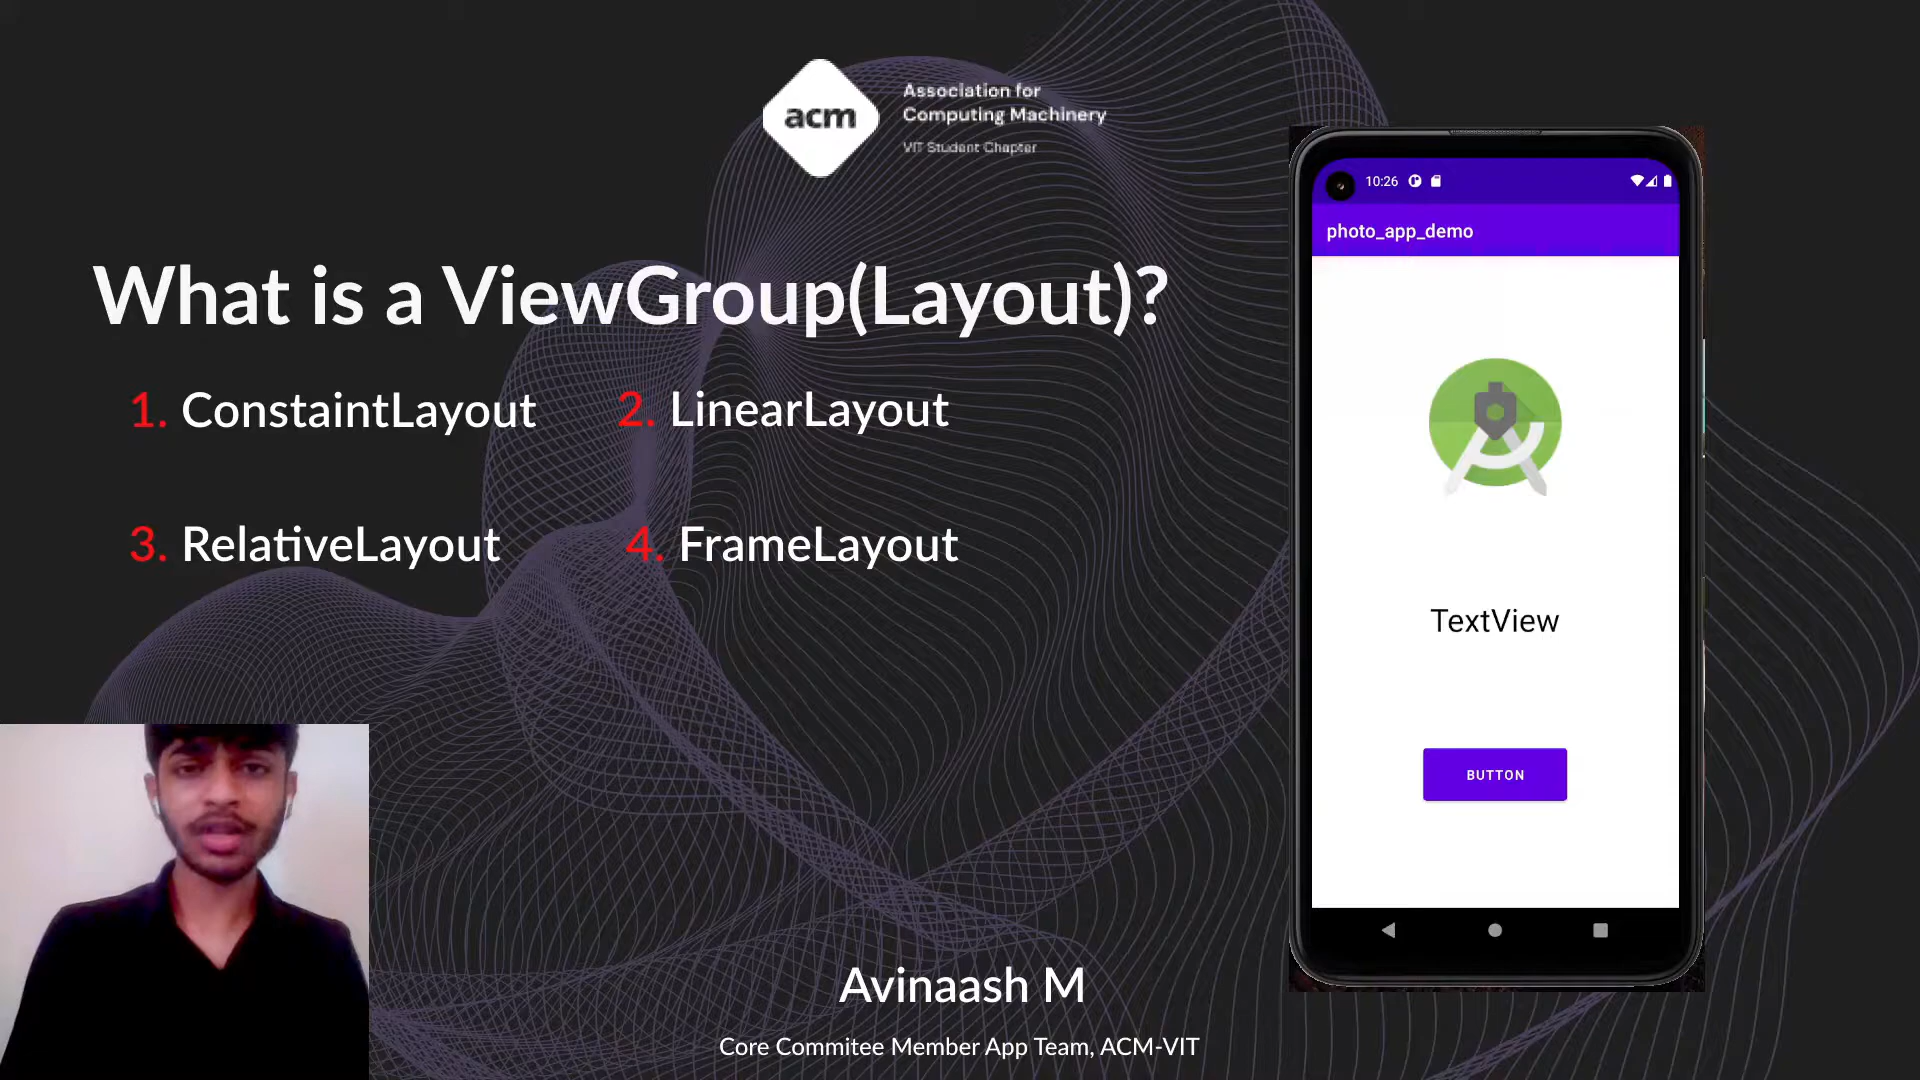 acm
Association for
Computing Machinery
VIT Student Chapter
What is a ViewGroup(Layout)?
1. ConstaintLayout
2. LinearLayout
3. RelativeLayout
4. FrameLayout
10:26
photo_app_demo
TextView
BUTTON
Avinaash M
Core Commitee Member App Team, ACM-VIT